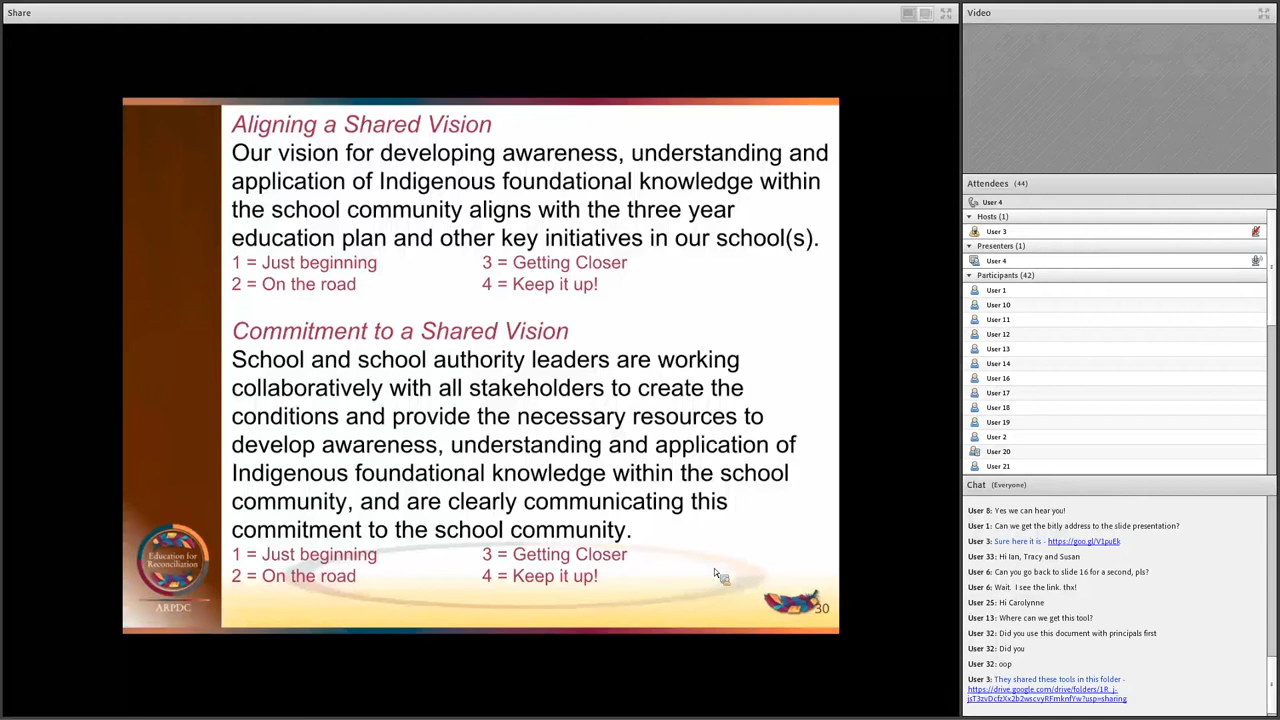 Share
Aligning a Shared Vision
Our vision for developing awareness, understanding and
application of Indigenous foundational knowledge within
the school community aligns with the three year
education plan and other key initiatives in our school(s).
1 = Just beginning 3 = Getting Closer
2 = On the road 4 = Keep it up!
Commitment to a Shared Vision
School and school authority leaders are working
collaboratively with all stakeholders to create the
conditions and provide the necessary resources to
develop awareness, understanding and application of
Indigenous foundational knowledge within the school
community, and are clearly communicating this
commitment to the school community.
1 = Just beginning 3 = Getting Closer
2 = On the road 4 = Keep it up!
Education for
Reconciliation
ARPDC
30
Video
Attendees (44)
User 4
Hosts (1)
User 3
Presenters (1)
User 4
Participants (42)
User 1
User 10
User 11
User 12
User 13
User 14
User 16
User 17
User 18
User 19
User 2
User 20
User 21
Chat (Everyone)
User 8: Yes we can hear you!
User 1: Can we get the bitly address to the slide presentation?
User 3: Sure here it is - https://goo.gl/V1puEk
User 33: Hi Ian, Tracy and Susan
User 6: Can you go back to slide 16 for a second, pls?
User 6: Wait. I see the link. thx!
User 25: Hi Carolynne
User 13: Where can we get this tool?
User 32: Did you use this document with principals first
User 32: Did you
User 32: oop
User 3: They shared these tools in this folder -
https://drive.google.com/drive/folders/1R_j-
jsT3zvDcfzXx2b2wscvyRFmknfYw?usp=sharing